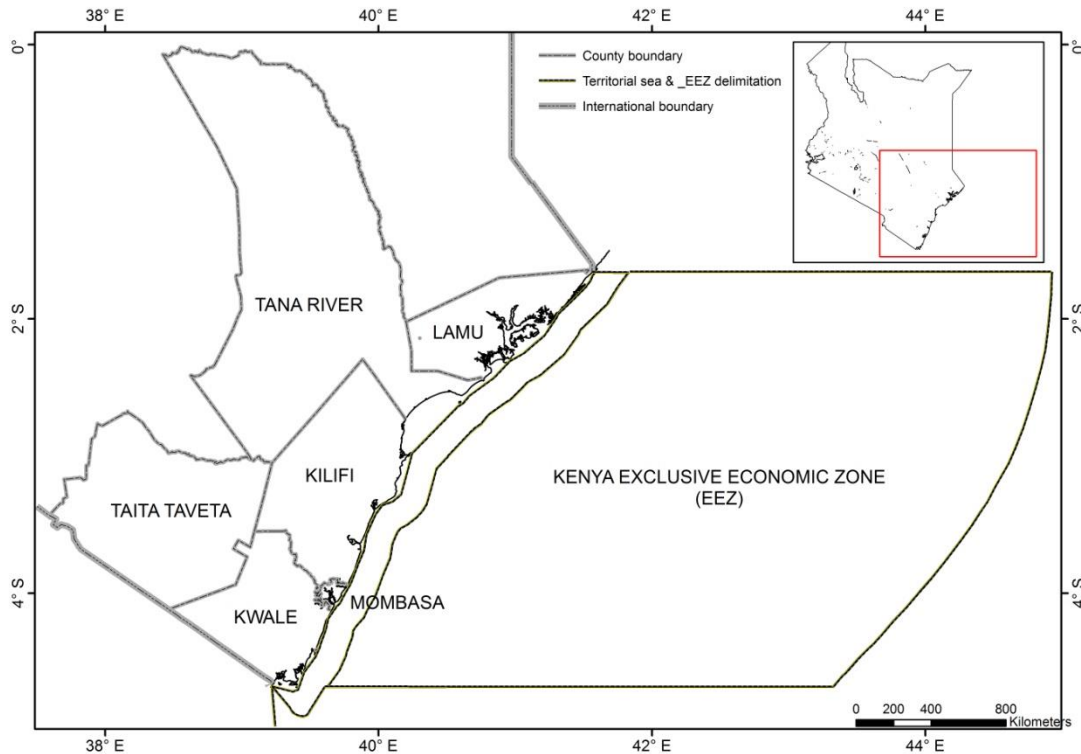 38° E 40° E 42° E 44° E
0° 0°
County boundary
Territorial sea & _EEZ delimitation
International boundary
2° S 2° S
TANA RIVER
LAMU
KILIFI
KENYA EXCLUSIVE ECONOMIC ZONE
(EEZ)
TAITA TAVETA
4° S 4° S
MOMBASA
KWALE
0 200 400 800
Kilometers
38° E 40° E 42° E 44° E